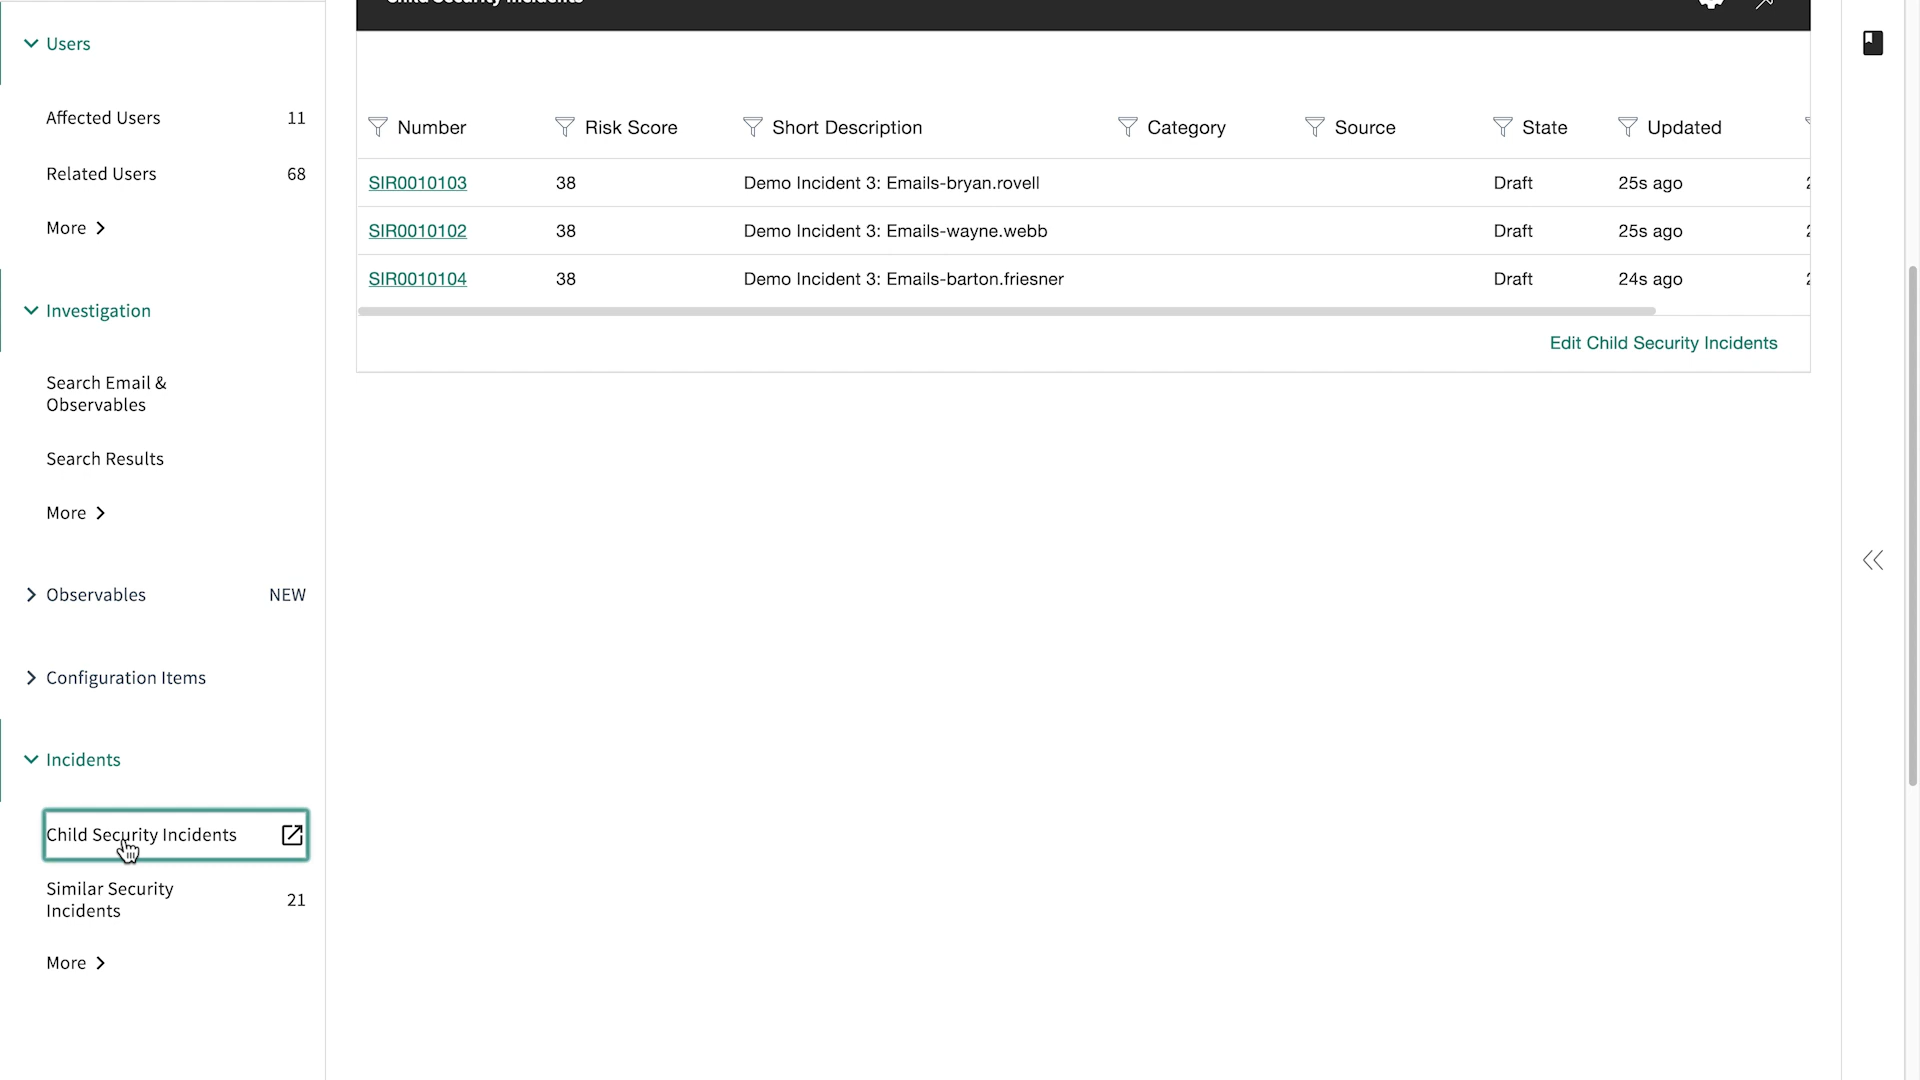 Child Security Incidents
Users
Affected Users 11
Related Users 68
More
Investigation
Search Email &
Observables
Search Results
More
Observables NEW
Configuration Items
Incidents
Child Security Incidents
Similar Security
Incidents 21
More
Number Risk Score Short Description Category Source State Updated
SIR0010103 38 Demo Incident 3: Emails-bryan.rovell Draft 25s ago
SIR0010102 38 Demo Incident 3: Emails-wayne.webb Draft 25s ago
SIR0010104 38 Demo Incident 3: Emails-barton.friesner Draft 24s ago
Edit Child Security Incidents